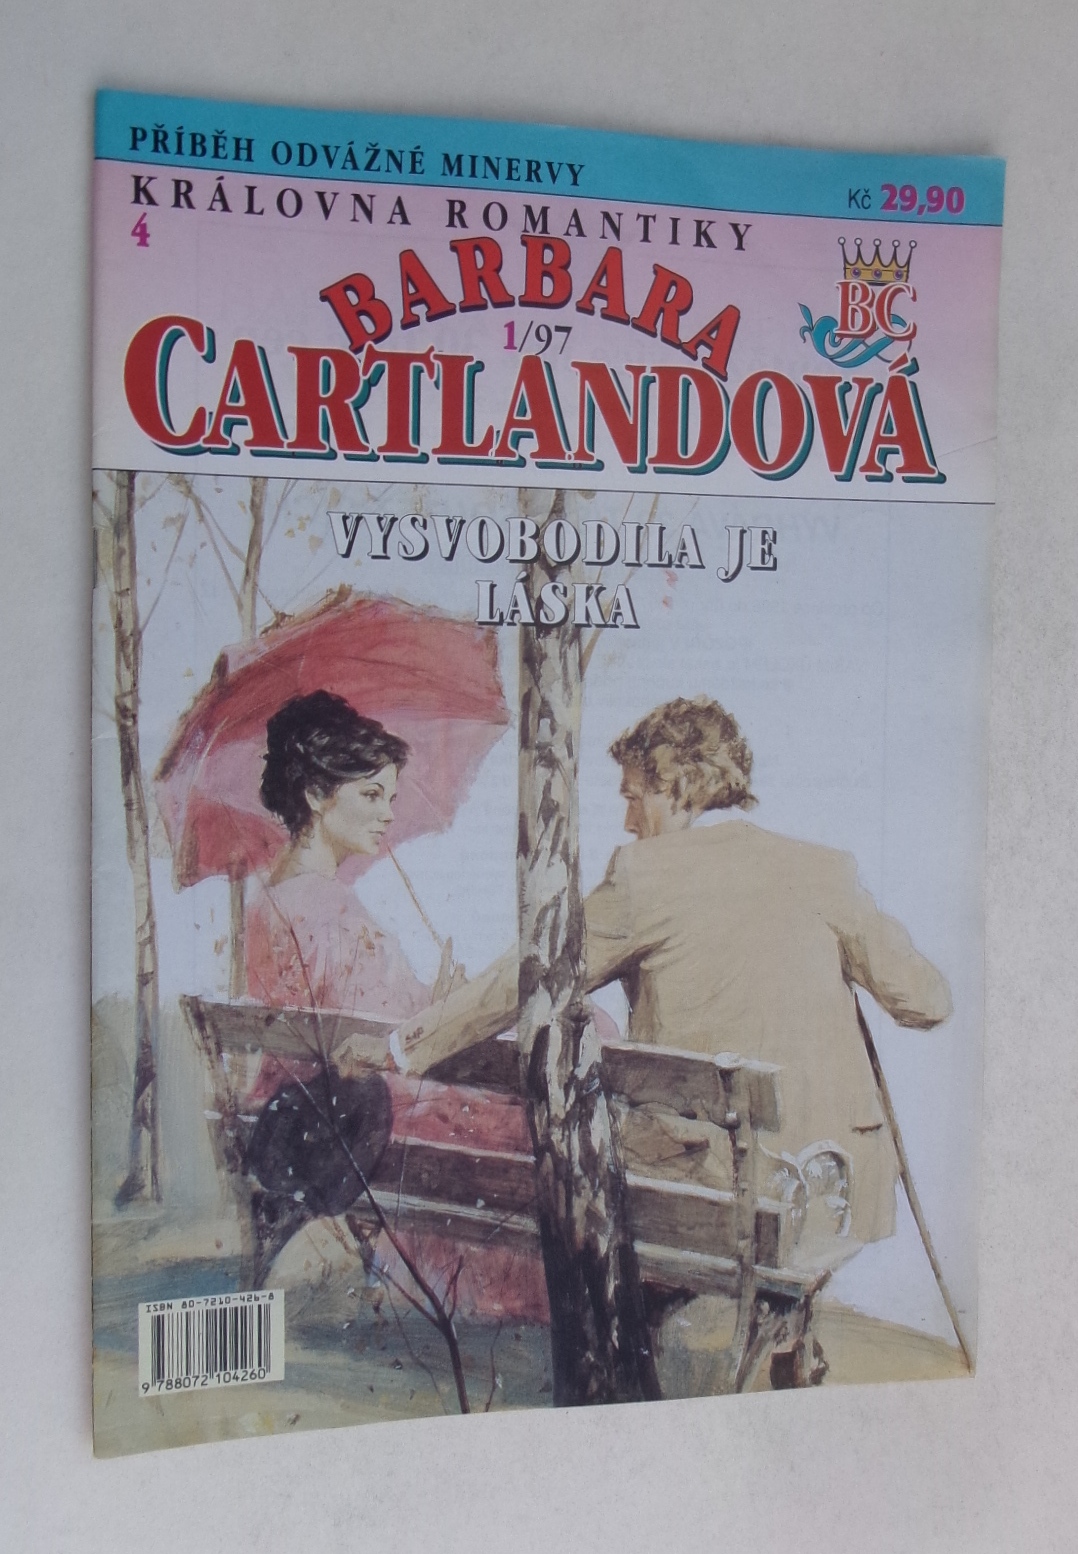 PŘÍBĚH ODVÁŽNÉ MINERVY
Kč 29,90
KRÁLOVNA ROMANTIKY
4
BARBARA
BC
1/97
CARTLANDOVÁ
VYSVOBODILA JE
LÁSKA
ISBN 80-7210-426-8
9 788072 104260